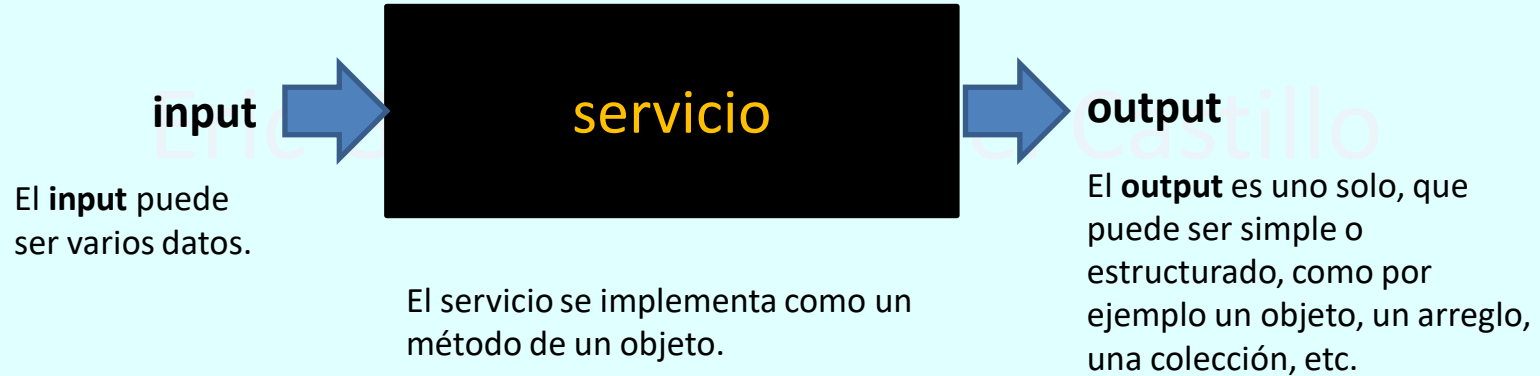 input
servicio
output
El input puede
ser varios datos.
El servicio se implementa como un
método de un objeto.
El output es uno solo, que
puede ser simple o
estructurado, como por
ejemplo un objeto, un arreglo,
una colección, etc.
Eric
Castillo